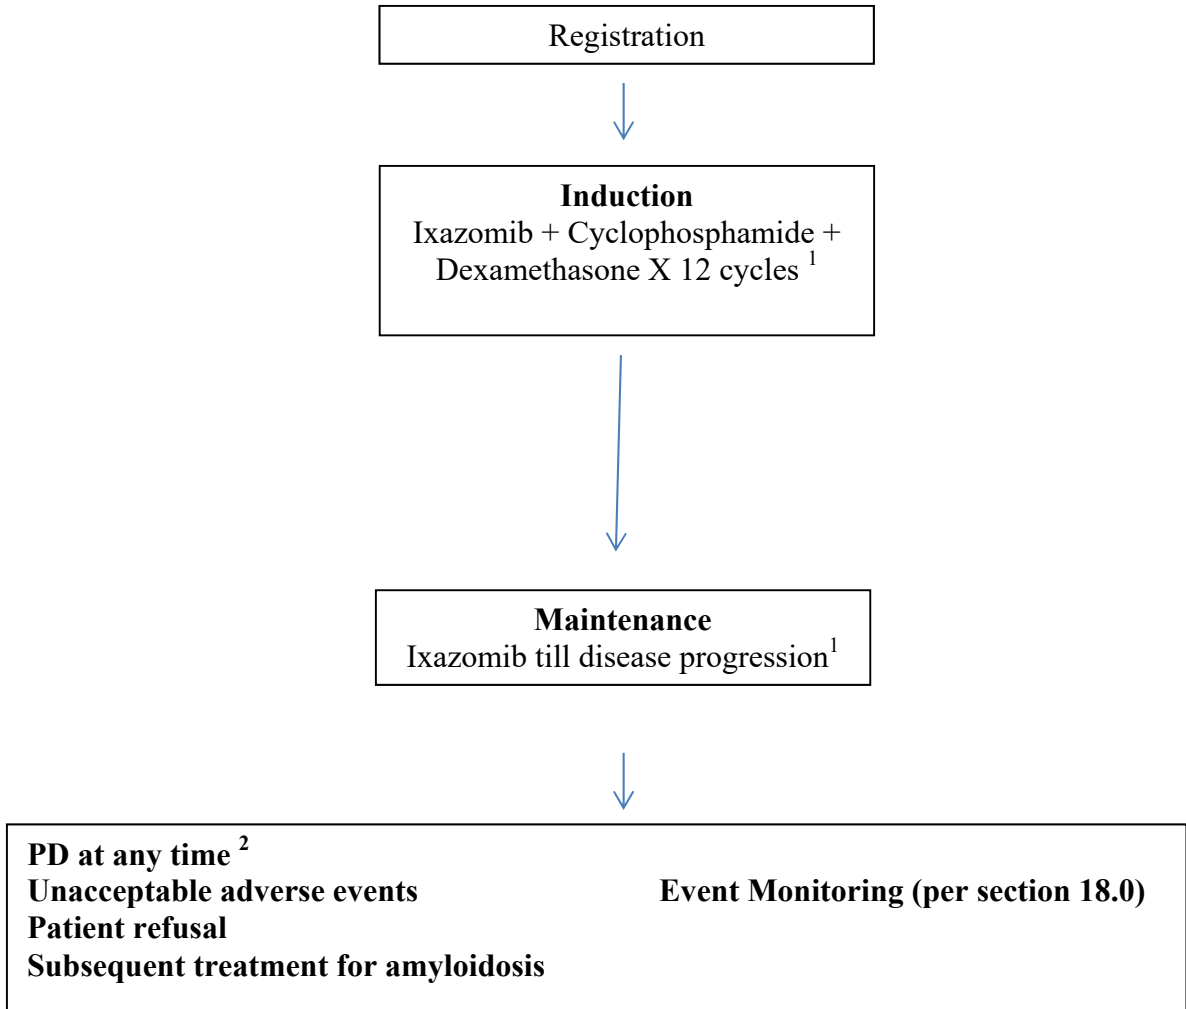 Registration
Induction
Ixazomib + Cyclophosphamide +
Dexamethasone X 12 cycles 1
Maintenance
Ixazomib till disease progression1
PD at any time 2
Unacceptable adverse events
Event Monitoring (per section 18.0)
Patient refusal
Subsequent treatment for amyloidosis